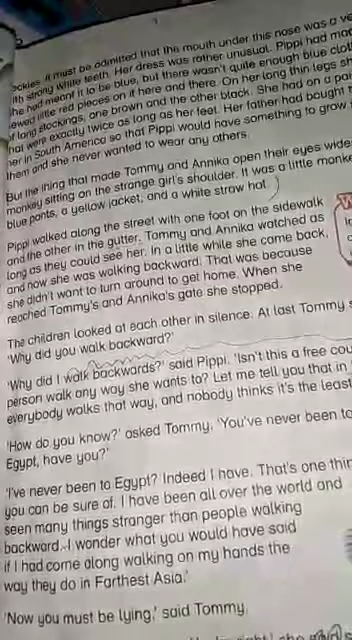 eckles. It must be admitted that the mouth under this nose was a ve
ith strong white teeth. Her dress was rather unusual. Pippi had mad
he had meant it to be blue, but there wasn't quite enough blue clot
ewed little red pieces on it here and there. On her long thin legs sh
f long stockings, one brown and the other black. She had on a pai
hat were exactly twice as long as her feet. Her father had bought t
her in South America so that Pippi would have something to grow
them and she never wanted to wear any others.
But the thing that made Tommy and Annika open their eyes wide
monkey sitting on the strange girl's shoulder. It was a little monke
blue pants, a yellow jacket, and a white straw hat.
Pippi walked along the street with one foot on the sidewalk
and the other in the gutter. Tommy and Annika watched as
long as they could see her. In a little while she came back,
and now she was walking backward. That was because
she didn't want to turn around to get home. When she
reached Tommy's and Annika's gate she stopped.
The children looked at each other in silence. At last Tommy s
'Why did you walk backward?'
'Why did I walk backwards?' said Pippi. 'Isn't this a free cou
person walk any way she wants to? Let me tell you that in
everybody walks that way, and nobody thinks it's the least
'How do you know?' asked Tommy. 'You've never been to
Egypt, have you?'
'I've never been to Egypt? Indeed I have. That's one thin
you can be sure of. I have been all over the world and
seen many things stranger than people walking
backward. I wonder what you would have said
if I had come along walking on my hands the
way they do in Farthest Asia.'
'Now you must be lying,' said Tommy.